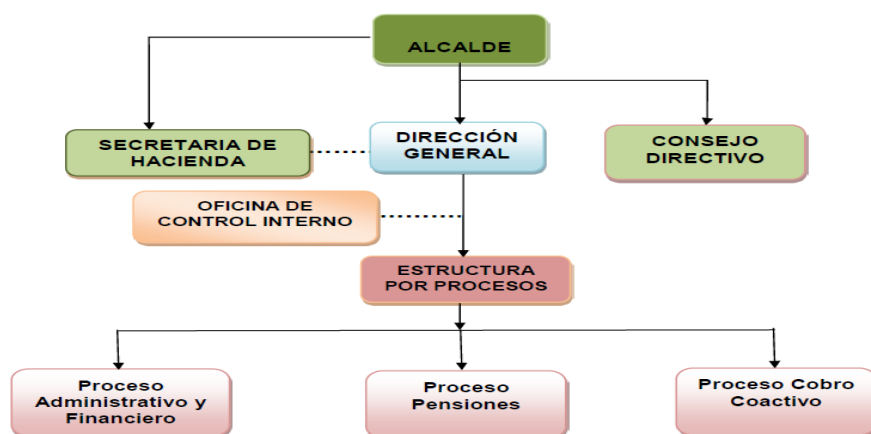 ALCALDE
SECRETARIA DE
HACIENDA
DIRECCIÓN
GENERAL
CONSEJO
DIRECTIVO
OFICINA DE
CONTROL INTERNO
ESTRUCTURA
POR PROCESOS
Proceso
Administrativo y
Financiero
Proceso
Pensiones
Proceso Cobro
Coactivo